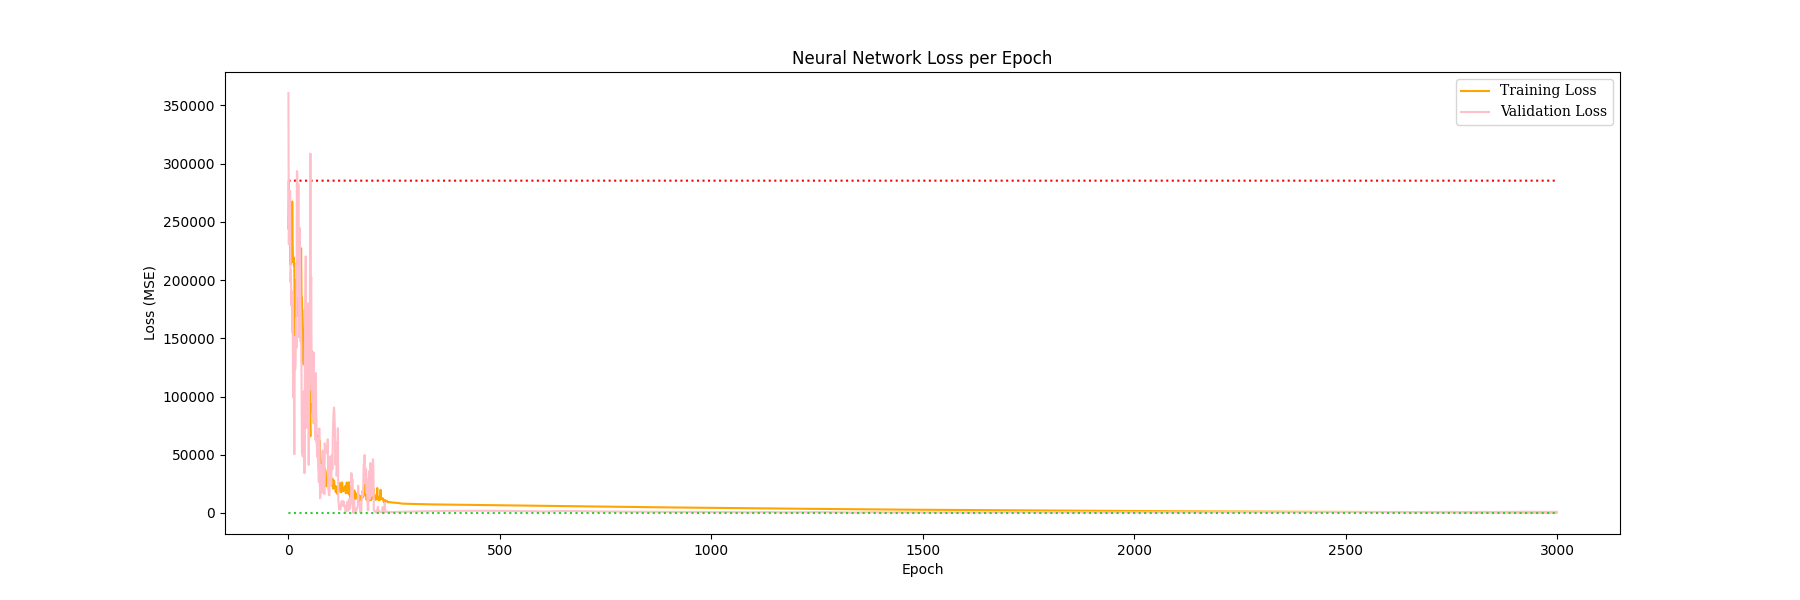 Neural Network Loss per Epoch
Training Loss
Validation Loss
350000
300000
250000
200000
150000
100000
50000
0
Loss (MSE)
0 500 1000 1500 2000 2500 3000
Epoch